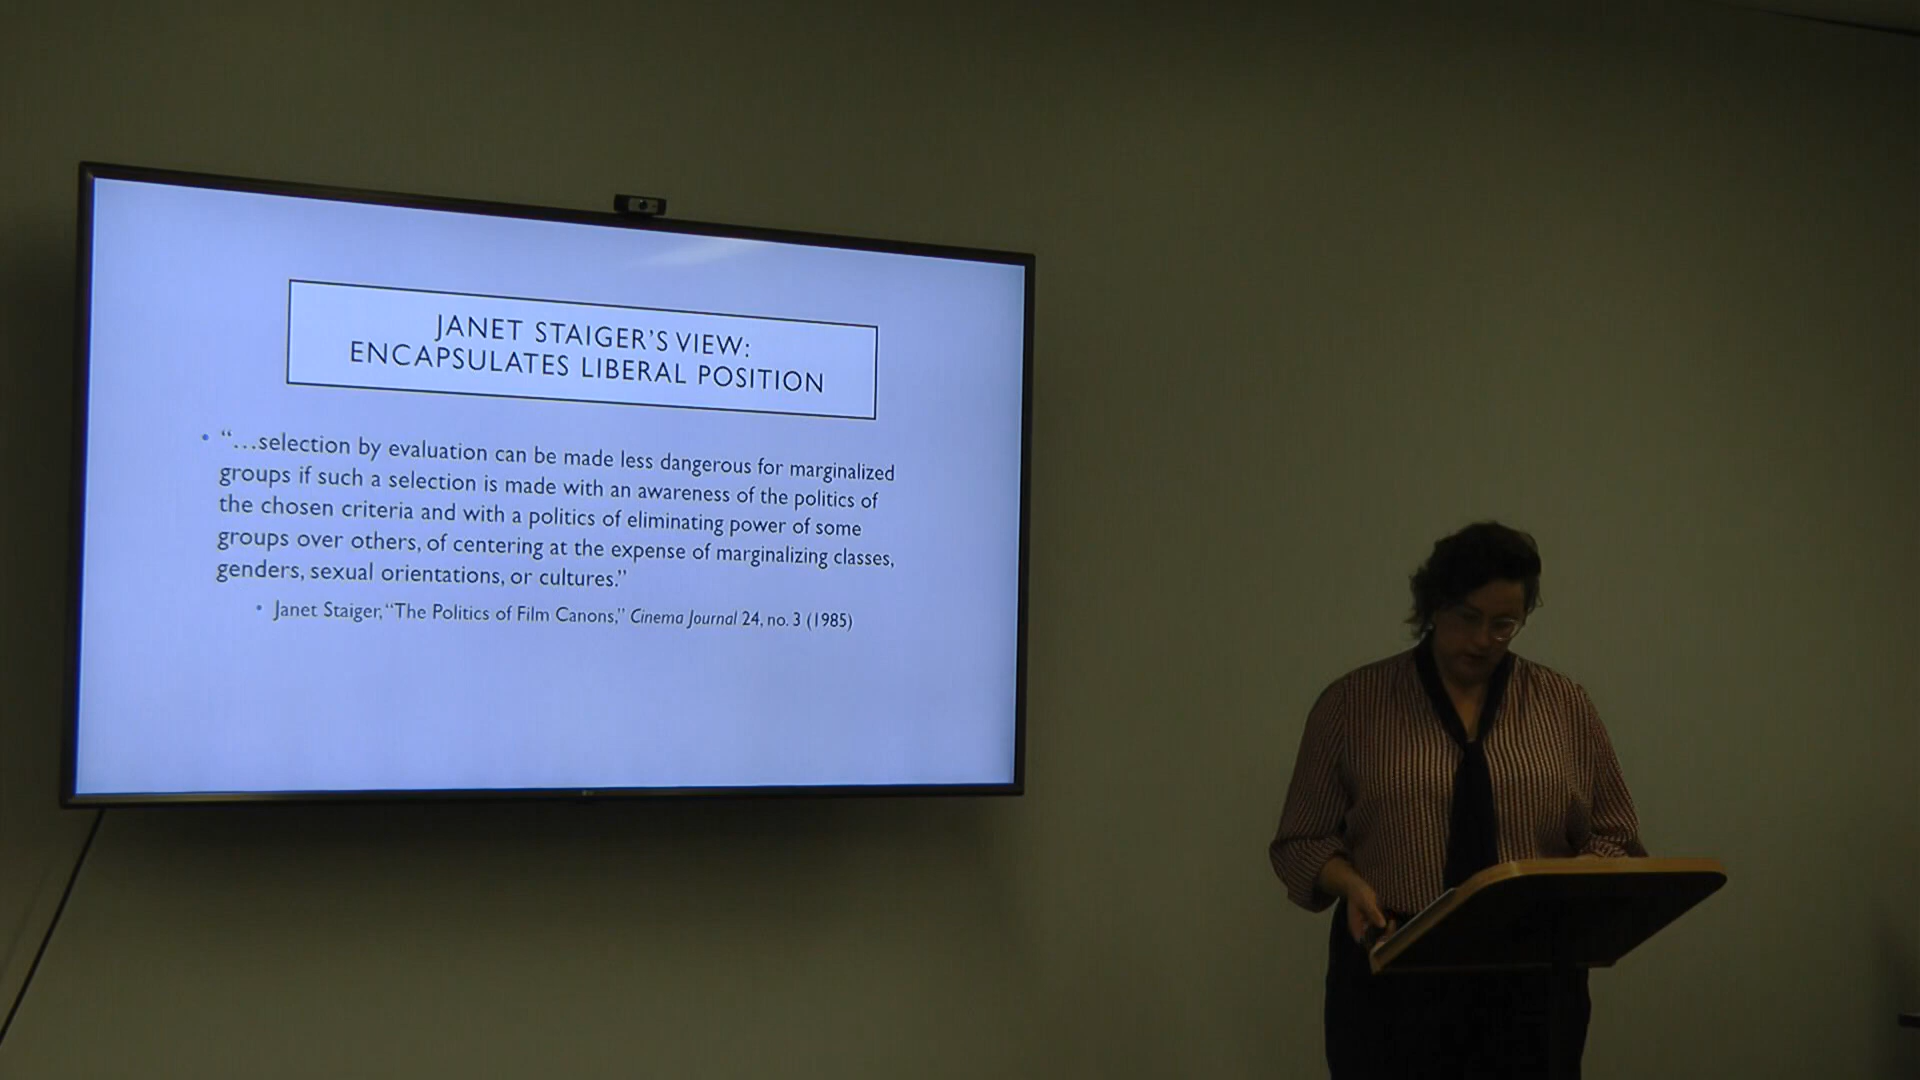 JANET STAIGER'S VIEW:
ENCAPSULATES LIBERAL POSITION
• “…selection by evaluation can be made less dangerous for marginalized
groups if such a selection is made with an awareness of the politics of
the chosen criteria and with a politics of eliminating power of some
groups over others, of centering at the expense of marginalizing classes,
genders, sexual orientations, or cultures.”
• Janet Staiger, “The Politics of Film Canons,” Cinema Journal 24, no. 3 (1985)